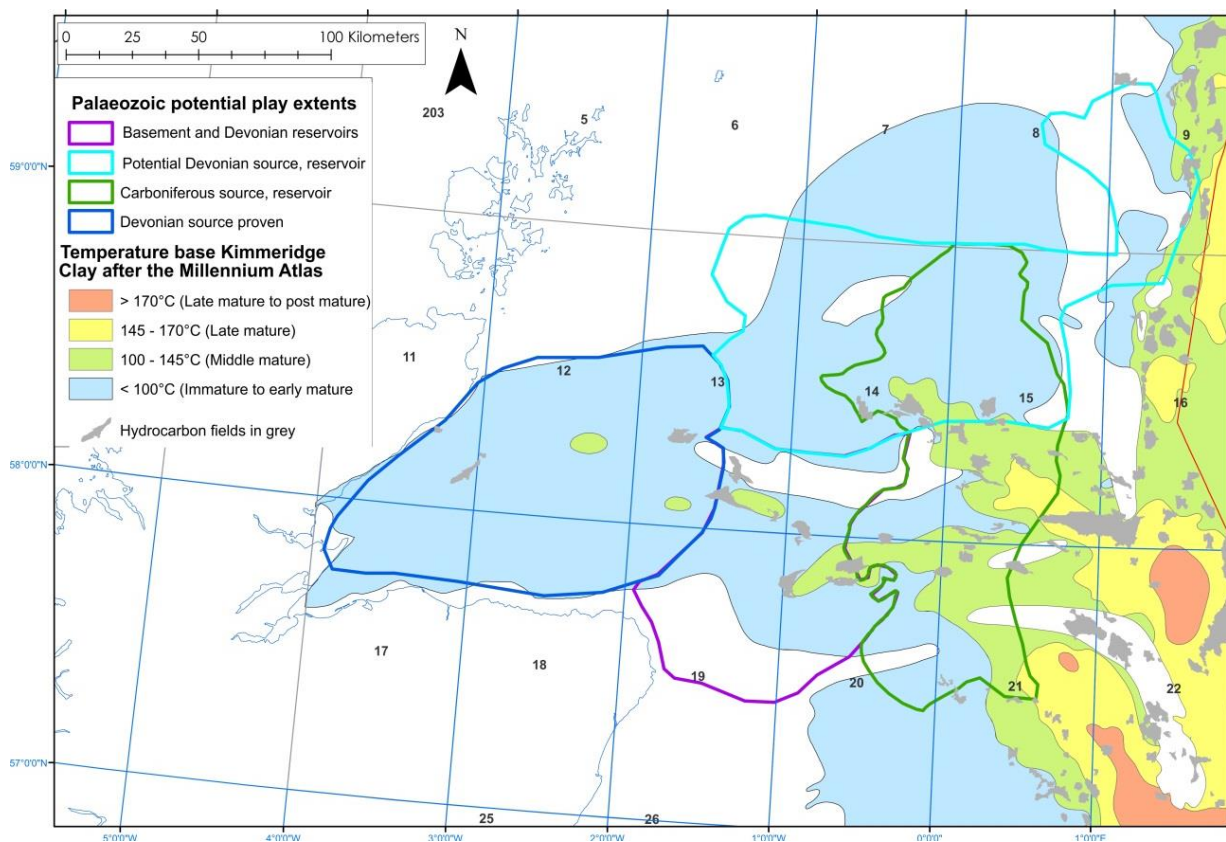 0 25 50 100 Kilometers
N
Palaeozoic potential play extents
Basement and Devonian reservoirs
Potential Devonian source, reservoir
Carboniferous source, reservoir
Devonian source proven
Temperature base Kimmeridge
Clay after the Millennium Atlas
> 170°C (Late mature to post mature)
145 - 170°C (Late mature)
100 - 145°C (Middle mature)
< 100°C (Immature to early mature
Hydrocarbon fields in grey
203
5
6
7
8
9
59°0'0"N
11
12
13
14
15
16
58°0'0"N
17
18
19
20
21
22
57°0'0"N
25
26
5°0'0"W
4°0'0"W
3°0'0"W
2°0'0"W
1°0'0"W
0°0'0"
1°0'0"E